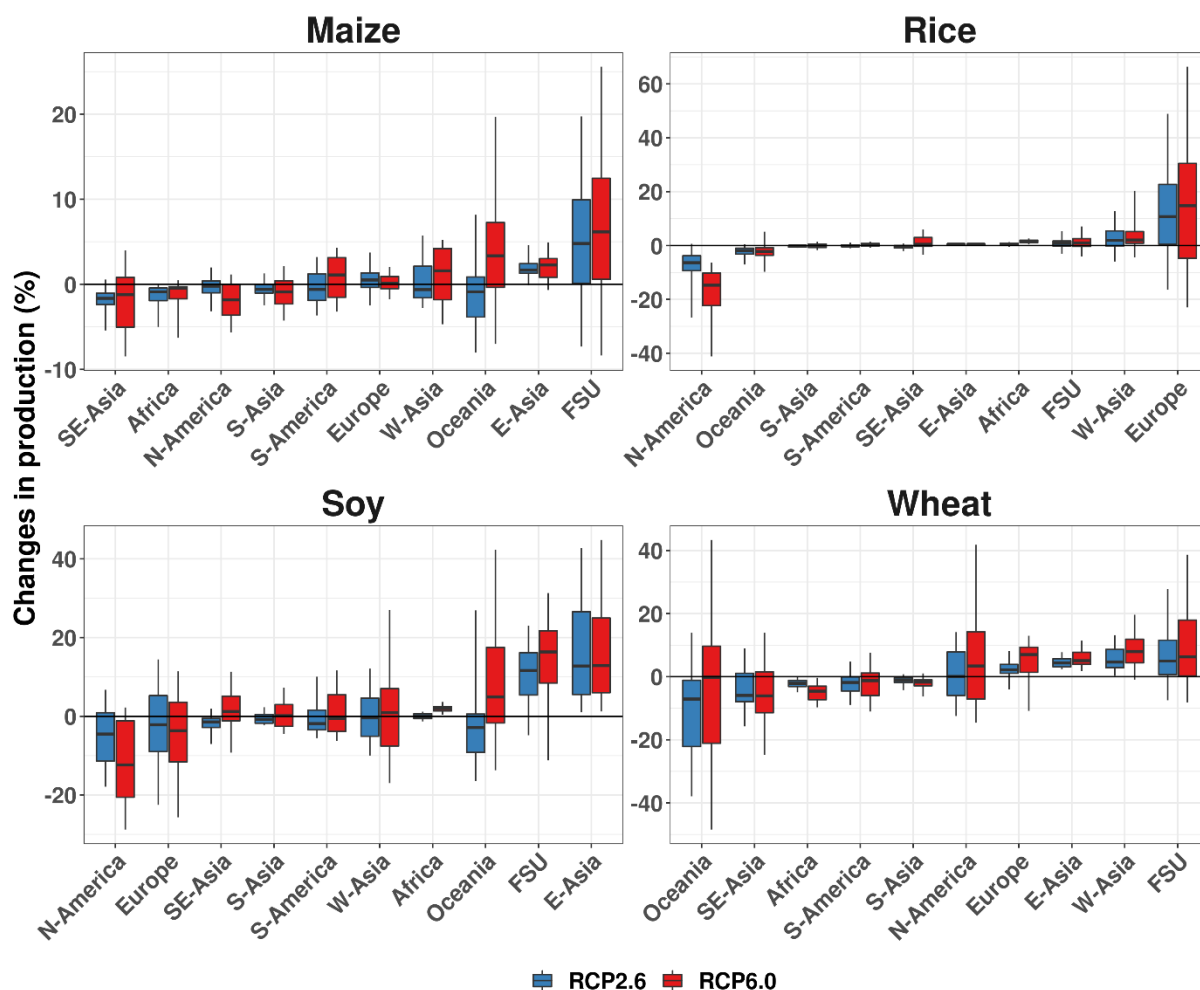 Maize
Rice
Changes in production (%)
20
10
0
-10
SE-Asia
Africa
N-America
S-Asia
S-America
Europe
W-Asia
Oceania
E-Asia
FSU
60
40
20
0
-20
-40
N-America
Oceania
S-Asia
S-America
SE-Asia
E-Asia
Africa
FSU
W-Asia
Europe
Soy
Wheat
40
20
0
-20
N-America
Europe
SE-Asia
S-Asia
S-America
W-Asia
Africa
Oceania
FSU
E-Asia
40
20
0
-20
-40
Oceania
SE-Asia
Africa
S-America
S-Asia
N-America
Europe
E-Asia
W-Asia
FSU
RCP2.6 RCP6.0